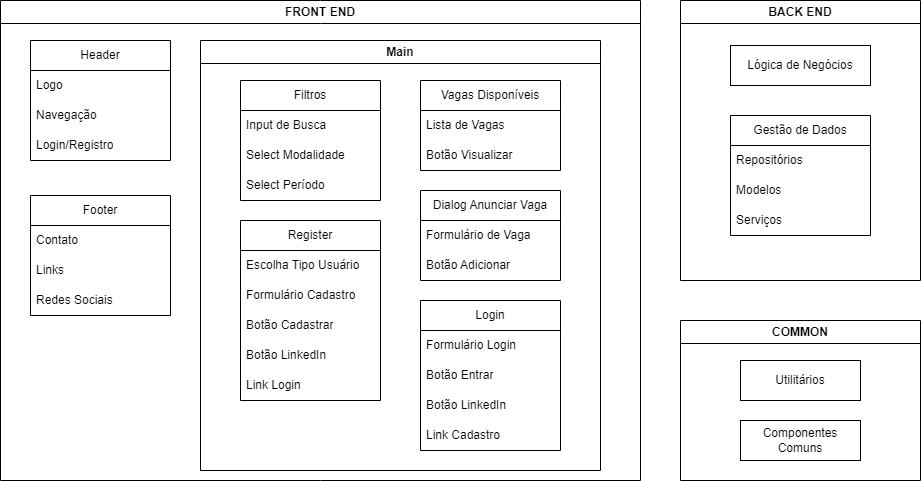 FRONT END
Header
Logo
Navegação
Login/Registro
Footer
Contato
Links
Redes Sociais
Main
Filtros
Input de Busca
Select Modalidade
Select Período
Register
Escolha Tipo Usuário
Formulário Cadastro
Botão Cadastrar
Botão LinkedIn
Link Login
Vagas Disponíveis
Lista de Vagas
Botão Visualizar
Dialog Anunciar Vaga
Formulário de Vaga
Botão Adicionar
Login
Formulário Login
Botão Entrar
Botão LinkedIn
Link Cadastro
BACK END
Lógica de Negócios
Gestão de Dados
Repositórios
Modelos
Serviços
COMMON
Utilitários
Componentes
Comuns